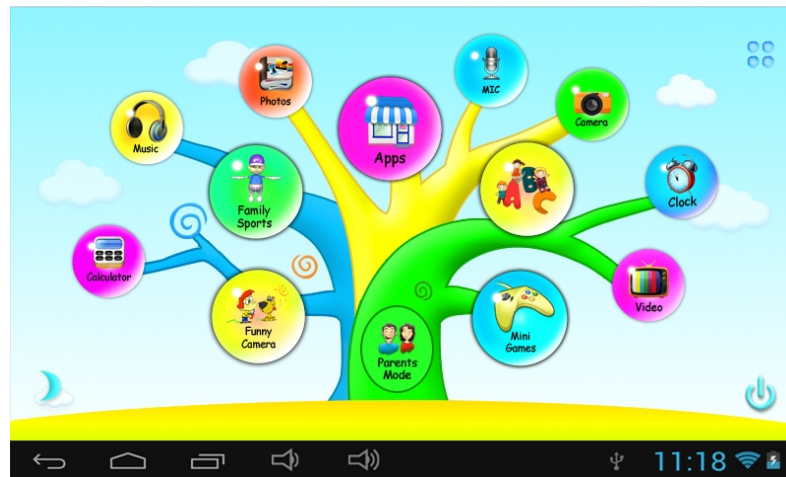 Photos
MIC
Camera
Music
Apps
A B C
Family
Sports
Clock
Calculator
Video
Funny
Camera
Mini
Games
Parents
Mode
11:18